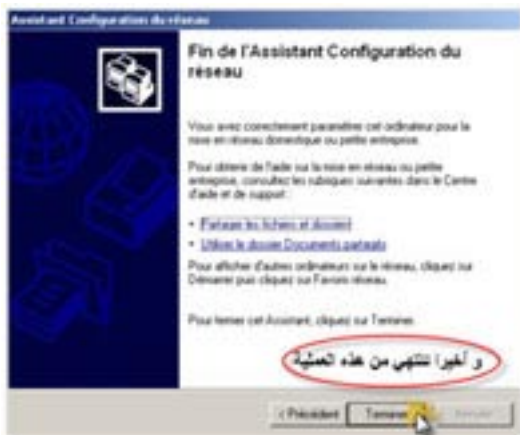 Assistant Configuration du réseau
Fin de l'Assistant Configuration du
réseau
Vous avez correctement paramétré cet ordinateur pour la
mise en réseau domestique ou petite entreprise.
Pour obtenir de l'aide sur la mise en réseau ou petite
entreprise, consultez les rubriques suivantes dans le Centre
d'aide et de support :
• Partager les fichiers et dossiers
• Utiliser le dossier Documents partagés
Pour afficher d'autres ordinateurs sur le réseau, cliquez sur
Démarrer puis cliquez sur Favoris réseau.
Pour fermer cet Assistant, cliquez sur Terminer.
و أخيرا ننتهي من هذه العملية
< Précédent Terminer Annuler